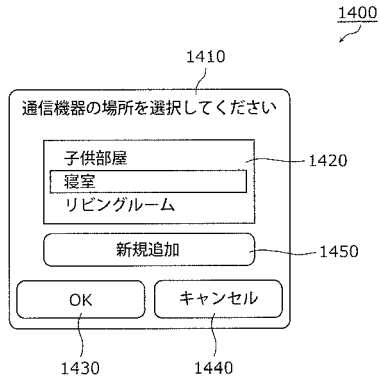 1400
1410
通信機器の場所を選択してください
子供部屋
1420
寝室
リビングルーム
新規追加
1450
OK
キャンセル
1430
1440